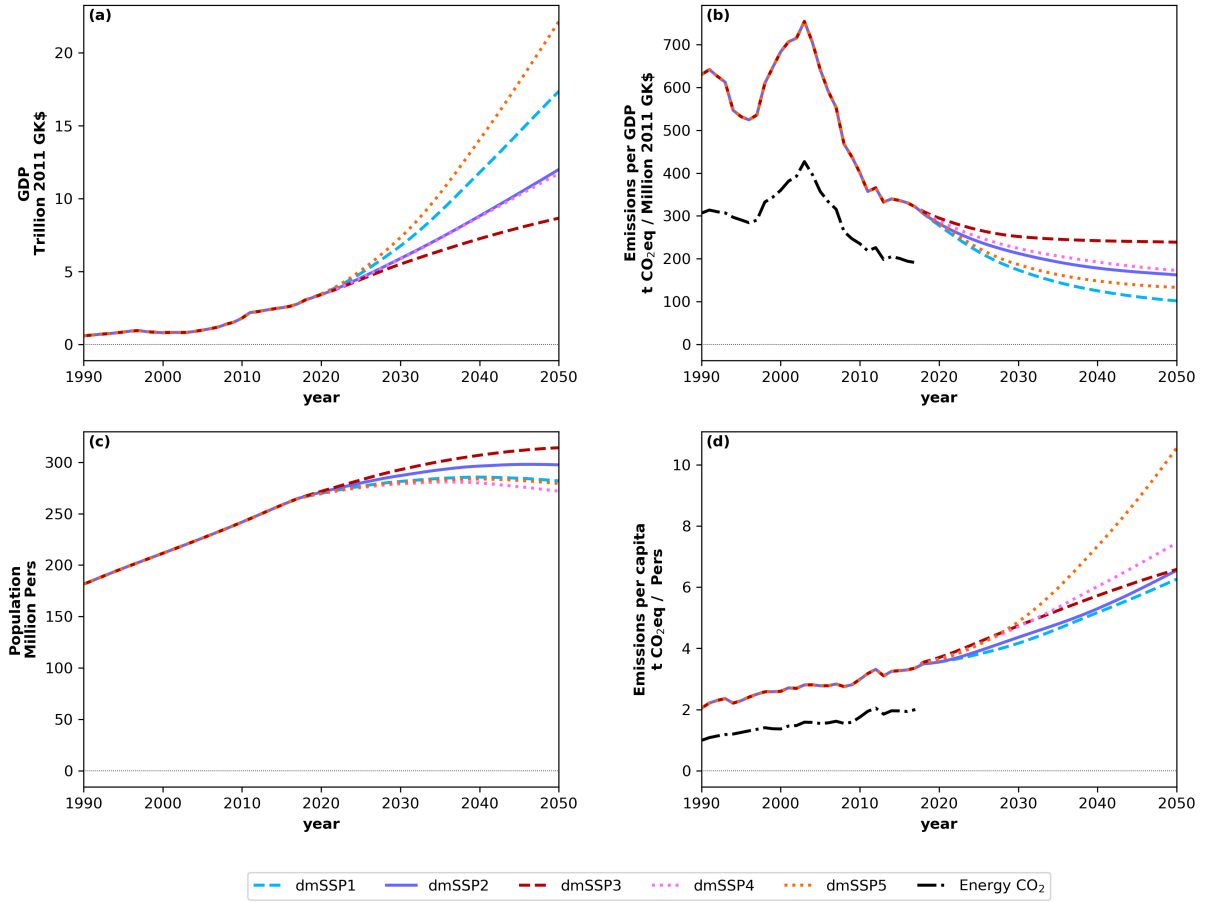 (a)
GDP
Trillion 2011 GK$
20
15
10
5
0
1990 2000 2010 2020 2030 2040 2050
year
(b)
Emissions per GDP
t CO₂eq / Million 2011 GK$
700
600
500
400
300
200
100
0
1990 2000 2010 2020 2030 2040 2050
year
(c)
Population
Million Pers
300
250
200
150
100
50
0
1990 2000 2010 2020 2030 2040 2050
year
(d)
Emissions per capita
t CO₂eq / Pers
10
8
6
4
2
0
1990 2000 2010 2020 2030 2040 2050
year
dmSSP1 dmSSP2 dmSSP3 dmSSP4 dmSSP5 Energy CO₂